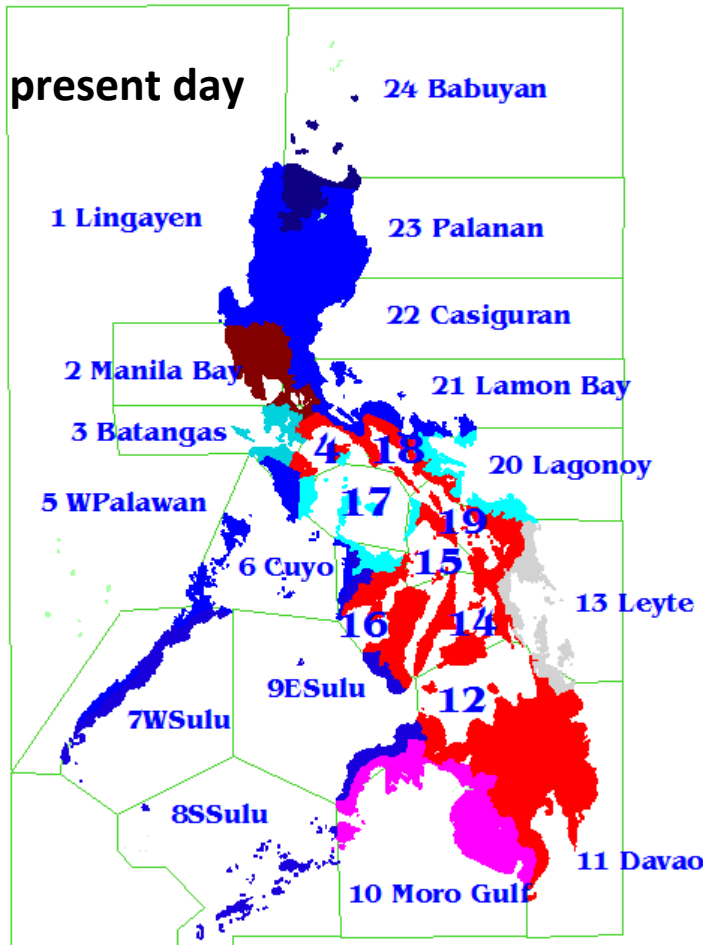 present day
24 Babuyan
1 Lingayen
23 Palanan
22 Casiguran
2 Manila Bay
21 Lamon Bay
3 Batangas
4
18
20 Lagonoy
5 WPalawan
17
19
6 Cuyo
15
13 Leyte
16
14
9ESulu
12
7WSulu
8SSulu
11 Davao
10 Moro Gulf